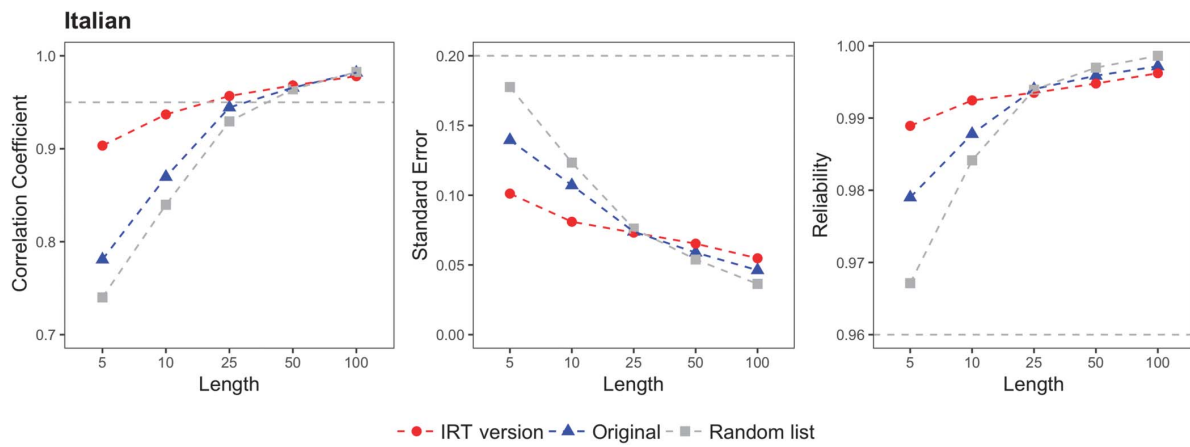 Italian
Correlation Coefficient
1.0
0.9
0.8
0.7
5 10 25 50 100
Length
Standard Error
0.20
0.15
0.10
0.05
0.00
5 10 25 50 100
Length
Reliability
1.00
0.99
0.98
0.97
0.96
5 10 25 50 100
Length
IRT version Original Random list